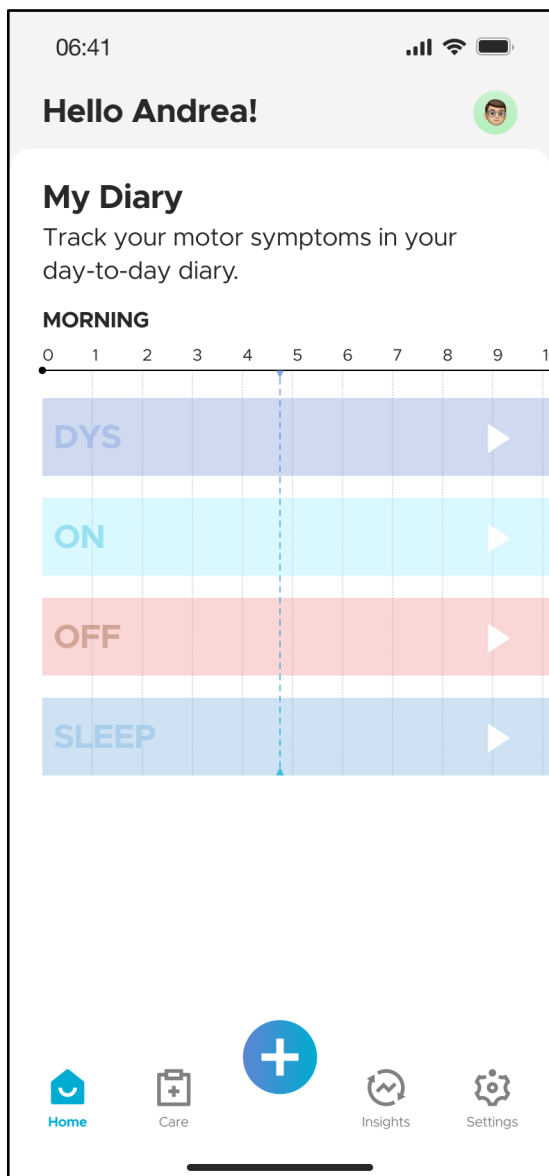 06:41
Hello Andrea!
My Diary
Track your motor symptoms in your
day-to-day diary.
MORNING
0 1 2 3 4 5 6 7 8 9 1
DYS
ON
OFF
SLEEP
Home Care Insights Settings